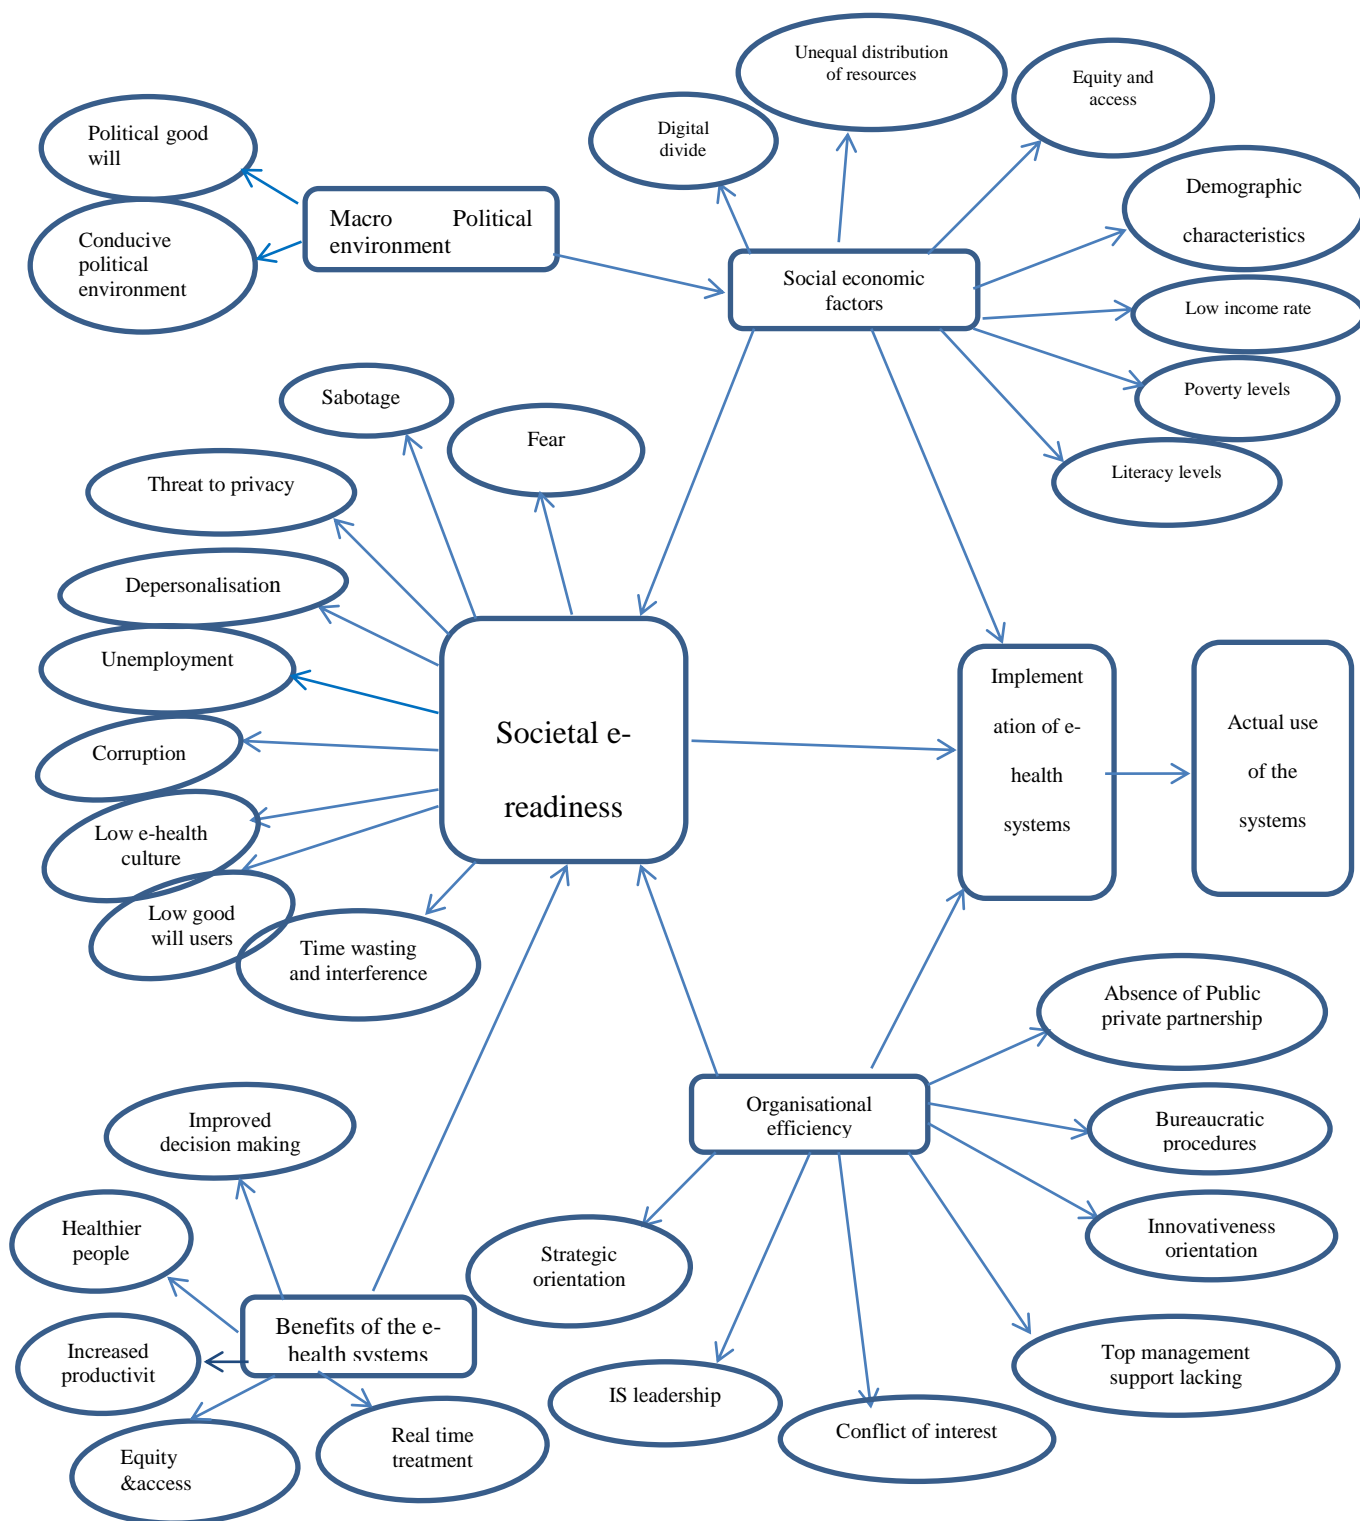 Unequal distribution
of resources
Equity and
access
Digital
divide
Political good
will
Demographic
characteristics
Macro Political
environment
Conducive
political
environment
Social economic
factors
Low income rate
Poverty levels
Sabotage
Fear
Literacy levels
Threat to privacy
Depersonalisation
Unemployment
Corruption
Low e-health
culture
Low good
will users
Time wasting
and interference
Societal e-
readiness
Implement
ation of e-
health
systems
Actual use
of the
systems
Absence of Public
private partnership
Organisational
efficiency
Bureaucratic
procedures
Innovativeness
orientation
Strategic
orientation
Top management
support lacking
IS leadership
Conflict of interest
Improved
decision making
Healthier
people
Benefits of the e-
health systems
Increased
productivit
Equity
&access
Real time
treatment